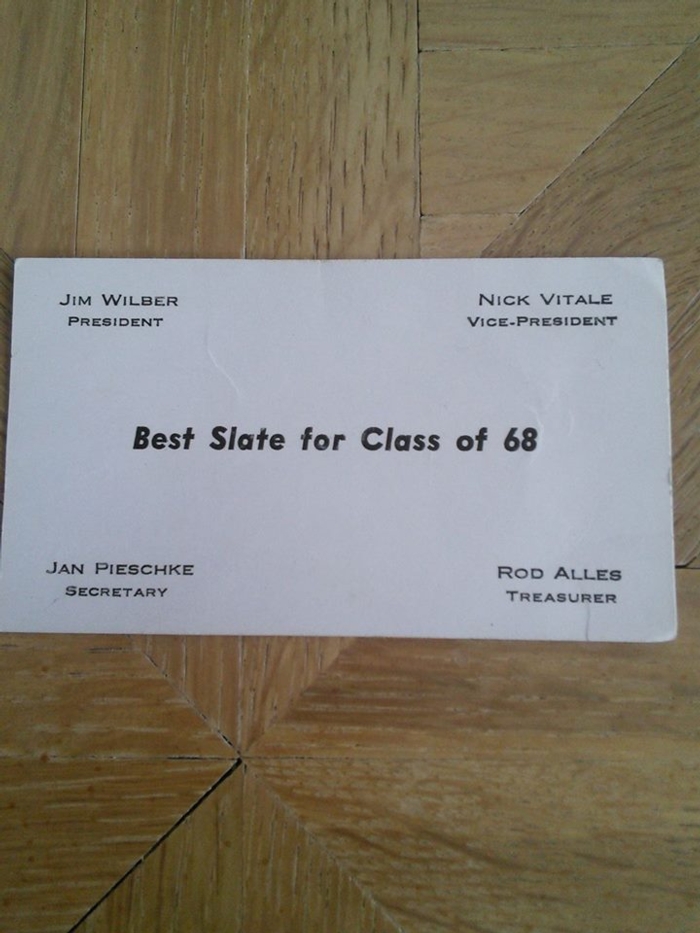 JIM WILBER
PRESIDENT
NICK VITALE
VICE-PRESIDENT
Best Slate for Class of 68
JAN PIESCHKE
SECRETARY
ROD ALLES
TREASURER